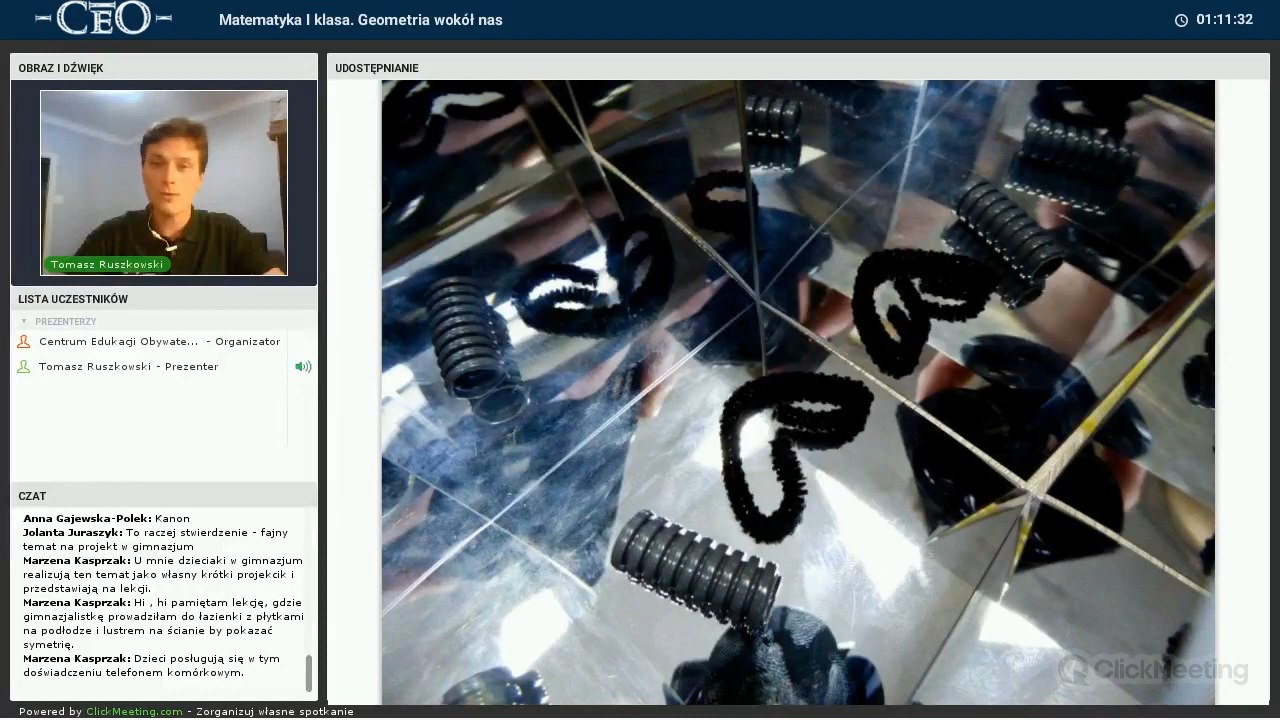 CEO
Matematyka I klasa. Geometria wokół nas
01:11:32
OBRAZ I DŹWIĘK
UDOSTĘPNIANIE
Tomasz Ruszkowski
LISTA UCZESTNIKÓW
PREZENTERZY
Centrum Edukacji Obywate... - Organizator
Tomasz Ruszkowski - Prezenter
CZAT
Anna Gajewska-Polek: Kanon
Jolanta Juraszyk: To raczej stwierdzenie - fajny
temat na projekt w gimnazjum
Marzena Kasprzak: U mnie dzieciaki w gimnazjum
realizują ten temat jako własny krótki projekcik i
przedstawiają na lekcji.
Marzena Kasprzak: Hi , hi pamiętam lekcję, gdzie
gimnazjalistkę prowadziłam do łazienki z płytkami
na podłodze i lustrem na ścianie by pokazać
symetrię.
Marzena Kasprzak: Dzieci posługują się w tym
doświadczeniu telefonem komórkowym.
ClickMeeting
Powered by ClickMeeting.com - Zorganizuj własne spotkanie